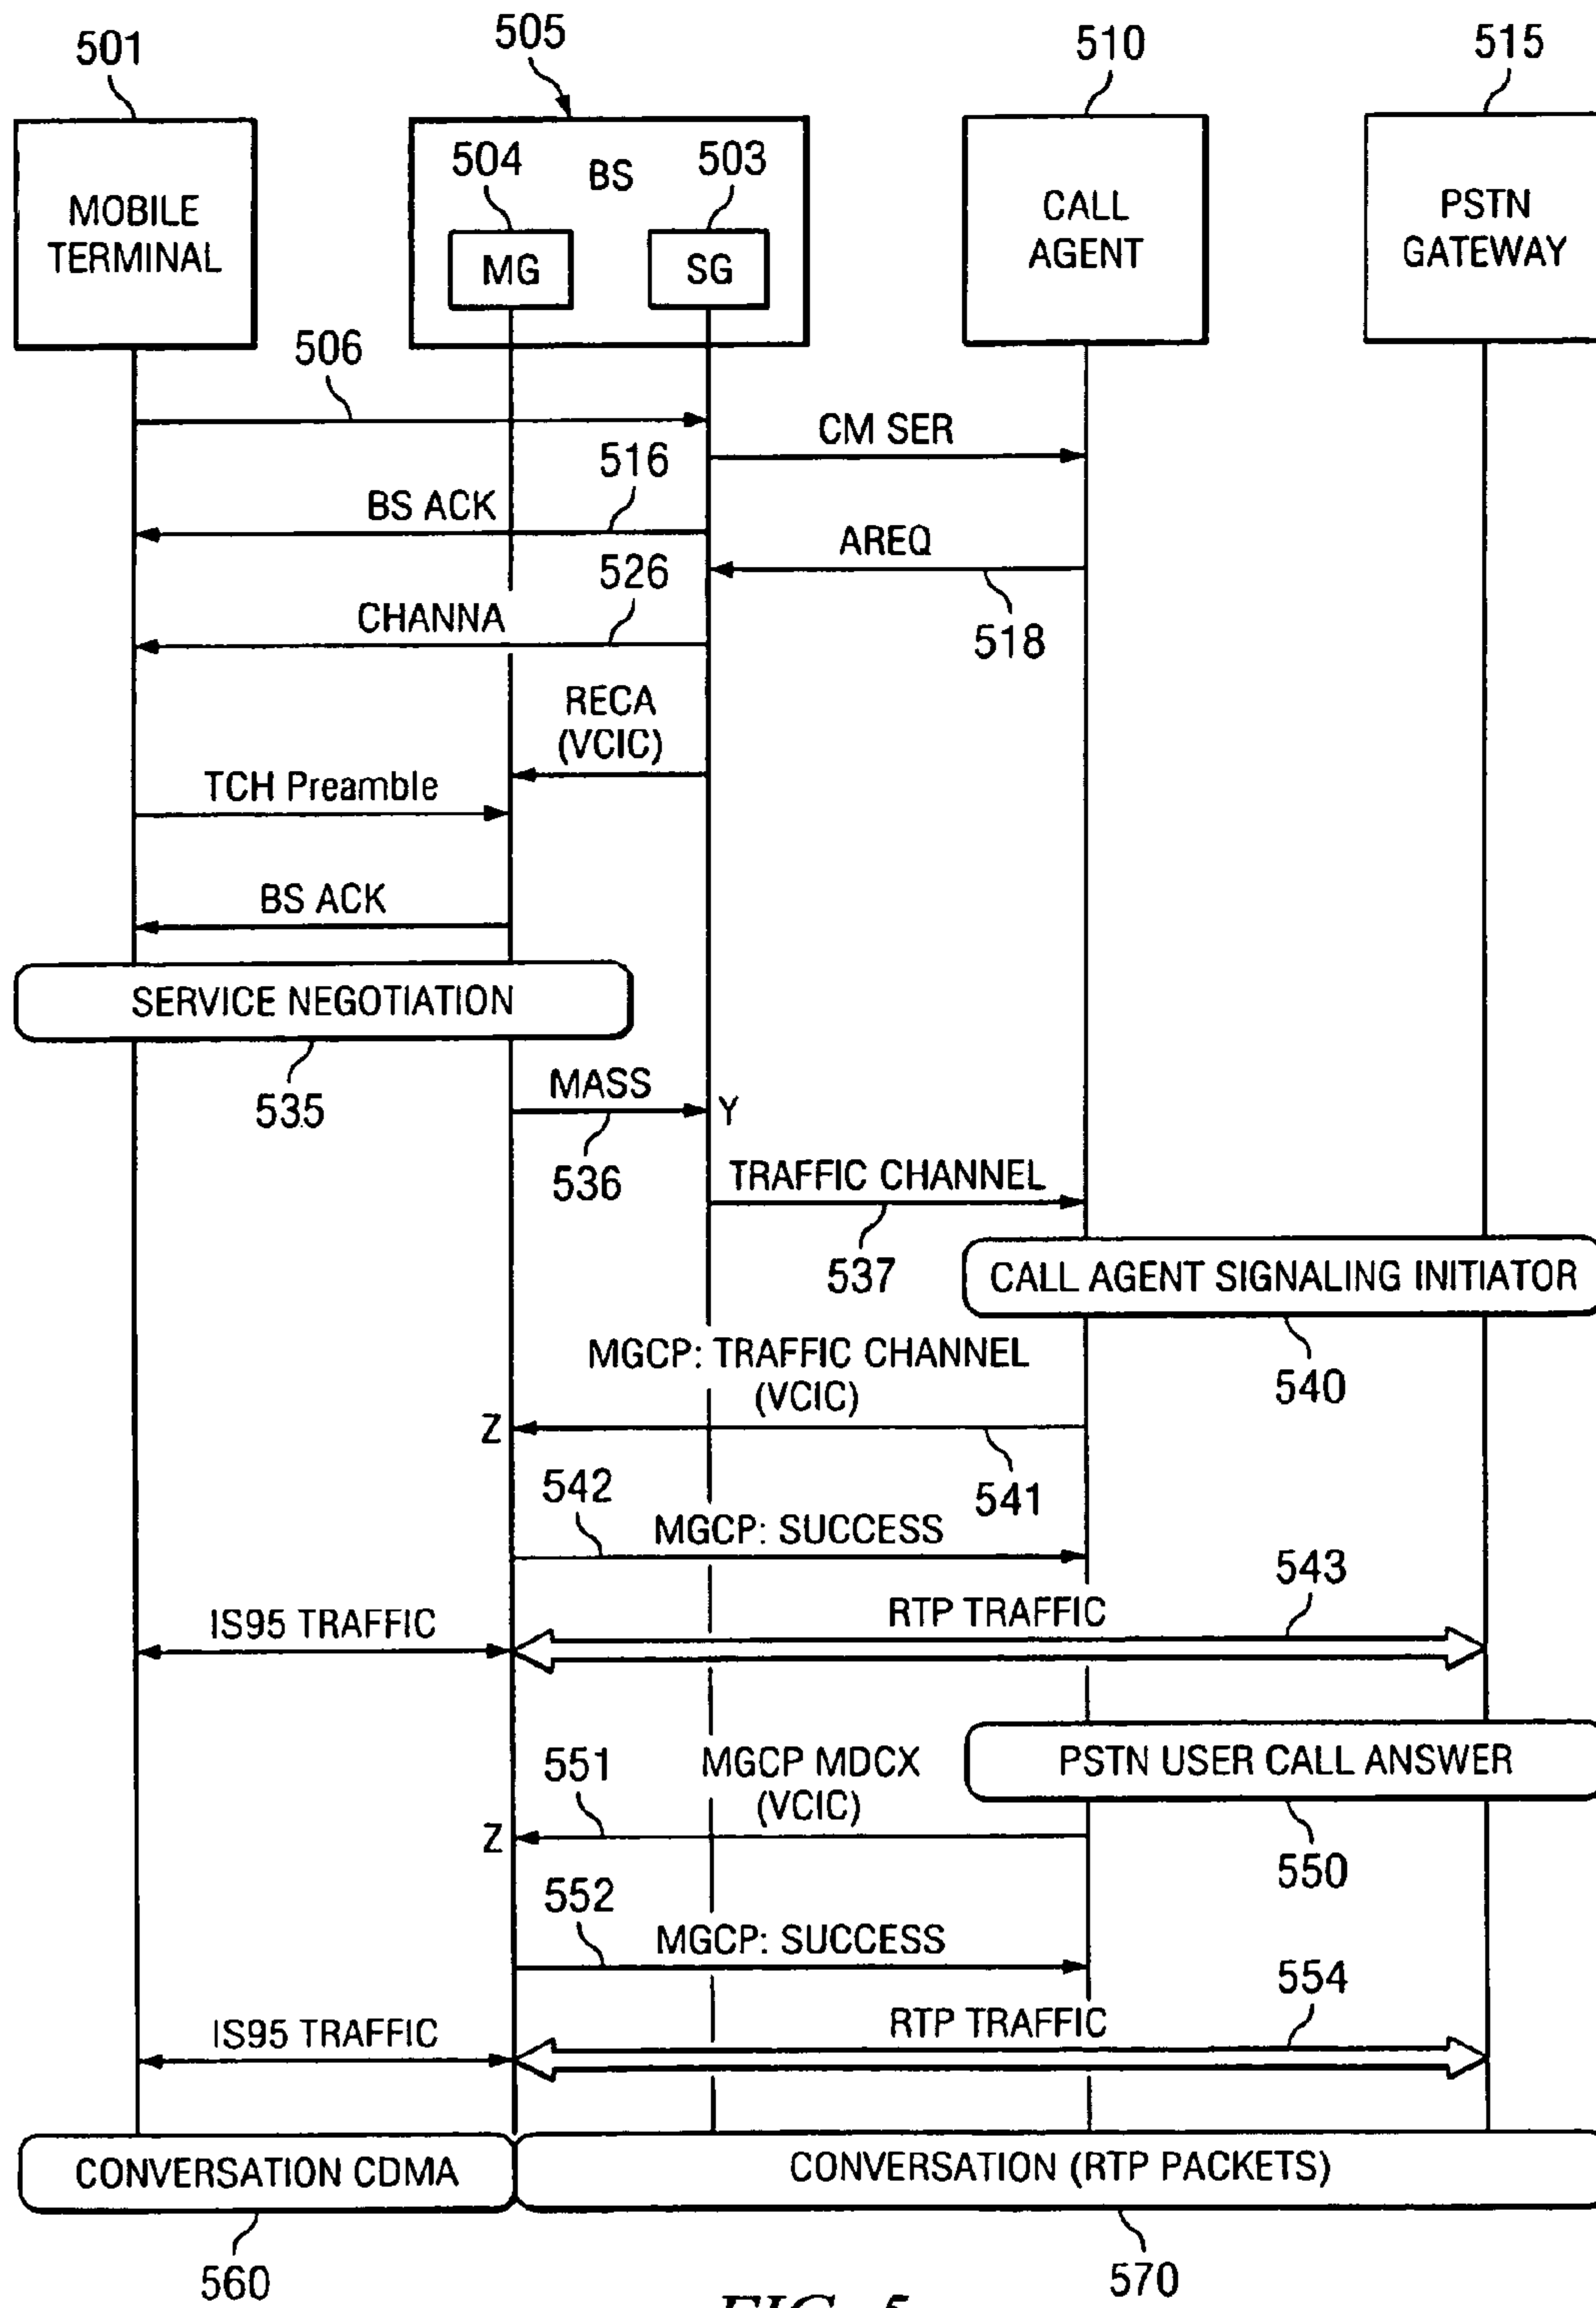 501
505
510
515
MOBILE
TERMINAL
504
BS
503
MG
SG
CALL
AGENT
PSTN
GATEWAY
506
CM SER
516
BS ACK
AREQ
526
518
CHANNA
RECA
(VCIC)
TCH Preamble
BS ACK
SERVICE NEGOTIATION
535
MASS
Y
536
TRAFFIC CHANNEL
537
CALL AGENT SIGNALING INITIATOR
540
MGCP: TRAFFIC CHANNEL
(VCIC)
Z
541
542
MGCP: SUCCESS
543
IS95 TRAFFIC
RTP TRAFFIC
PSTN USER CALL ANSWER
550
551
MGCP MDCX
(VCIC)
Z
552
MGCP: SUCCESS
554
IS95 TRAFFIC
RTP TRAFFIC
CONVERSATION CDMA
CONVERSATION (RTP PACKETS)
560
570
FIG. 5